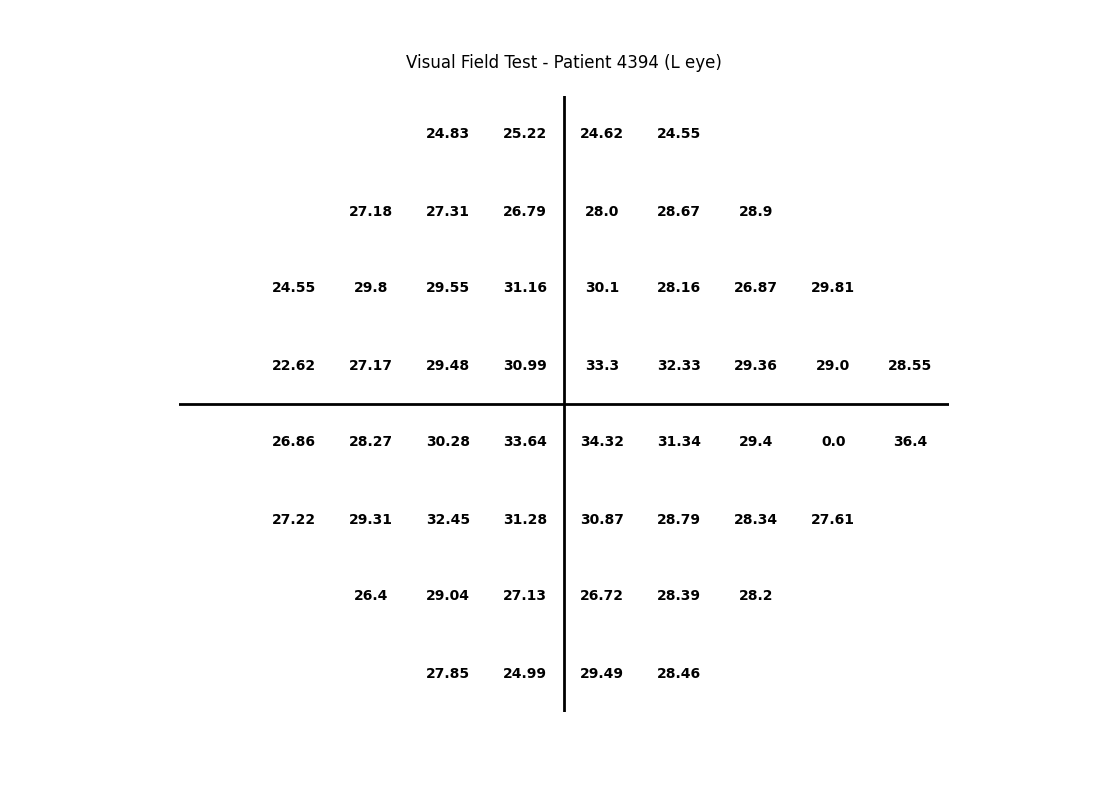 Visual Field Test - Patient 4394 (L eye)
24.83 25.22 24.62 24.55
27.18 27.31 26.79 28.0 28.67 28.9
24.55 29.8 29.55 31.16 30.1 28.16 26.87 29.81
22.62 27.17 29.48 30.99 33.3 32.33 29.36 29.0 28.55
26.86 28.27 30.28 33.64 34.32 31.34 29.4 0.0 36.4
27.22 29.31 32.45 31.28 30.87 28.79 28.34 27.61
26.4 29.04 27.13 26.72 28.39 28.2
27.85 24.99 29.49 28.46